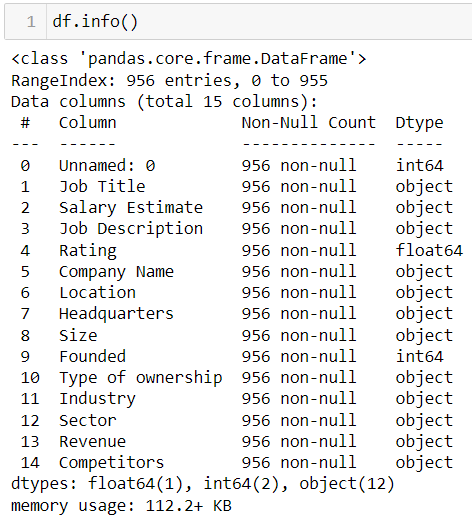 1 df.info()
<class 'pandas.core.frame.DataFrame'>
RangeIndex: 956 entries, 0 to 955
Data columns (total 15 columns):
 #   Column             Non-Null Count  Dtype
---  ------             --------------  -----
 0   Unnamed: 0         956 non-null    int64
 1   Job Title          956 non-null    object
 2   Salary Estimate    956 non-null    object
 3   Job Description    956 non-null    object
 4   Rating             956 non-null    float64
 5   Company Name       956 non-null    object
 6   Location           956 non-null    object
 7   Headquarters       956 non-null    object
 8   Size               956 non-null    object
 9   Founded            956 non-null    int64
 10  Type of ownership  956 non-null    object
 11  Industry           956 non-null    object
 12  Sector             956 non-null    object
 13  Revenue            956 non-null    object
 14  Competitors        956 non-null    object
dtypes: float64(1), int64(2), object(12)
memory usage: 112.2+ KB